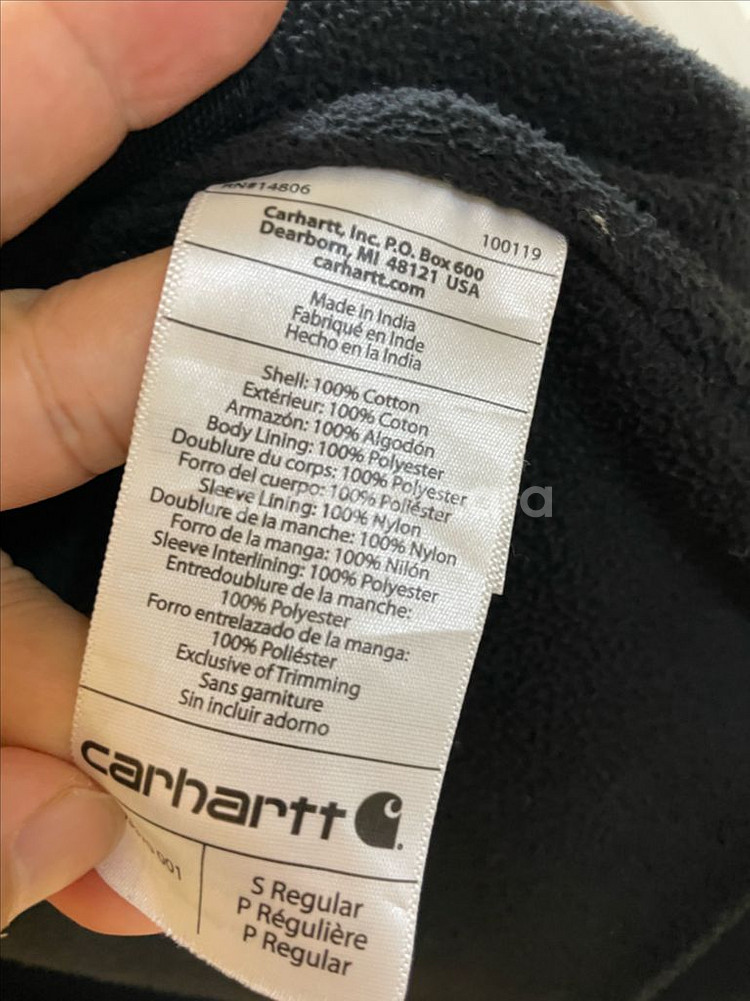 RN#14806
100119
Carhartt, Inc. P.O. Box 600
Dearborn, MI 48121 USA
carhartt.com
Made in India
Fabriqué en Inde
Hecho en la India
Shell: 100% Cotton
Extérieur: 100% Coton
Armazón: 100% Algodón
Body Lining: 100% Polyester
Doublure du corps: 100% Polyester
Forro del cuerpo: 100% Poliéster
Sleeve Lining: 100% Nylon
Doublure de la manche: 100% Nylon
Forro de la manga: 100% Nilón
Sleeve Interlining: 100% Polyester
Entredoublure de la manche:
100% Polyester
Forro entrelazado de la manga:
100% Poliéster
Exclusive of Trimming
Sans garniture
Sin incluir adorno
carhartt
001
S Regular
P Régulière
P Regular